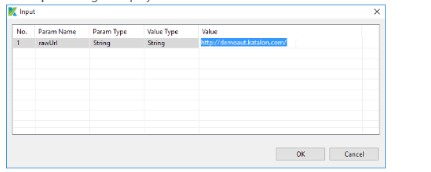 Input
No. Param Name Param Type Value Type Value
1 rawUrl String String http://demoaut.katalon.com/
OK Cancel